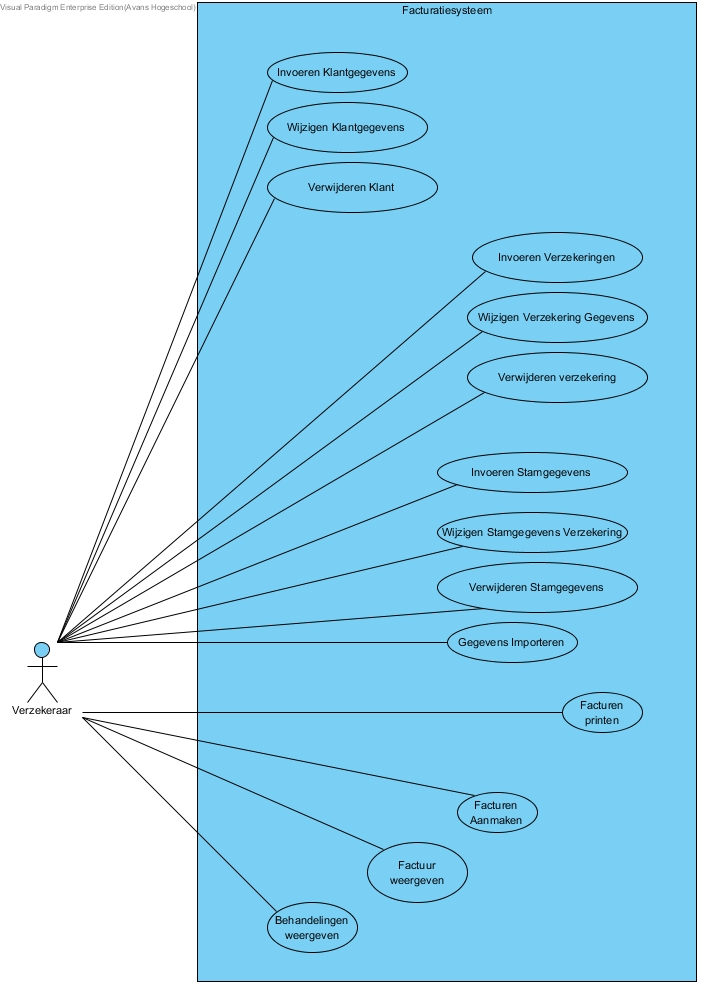 Visual Paradigm Enterprise Edition(Avans Hogeschool)
Facturatiesysteem
Invoeren Klantgegevens
Wijzigen Klantgegevens
Verwijderen Klant
Invoeren Verzekeringen
Wijzigen Verzekering Gegevens
Verwijderen verzekering
Invoeren Stamgegevens
Wijzigen Stamgegevens Verzekering
Verwijderen Stamgegevens
Gegevens Importeren
Verzekeraar
Facturen
printen
Facturen
Aanmaken
Factuur
weergeven
Behandelingen
weergeven